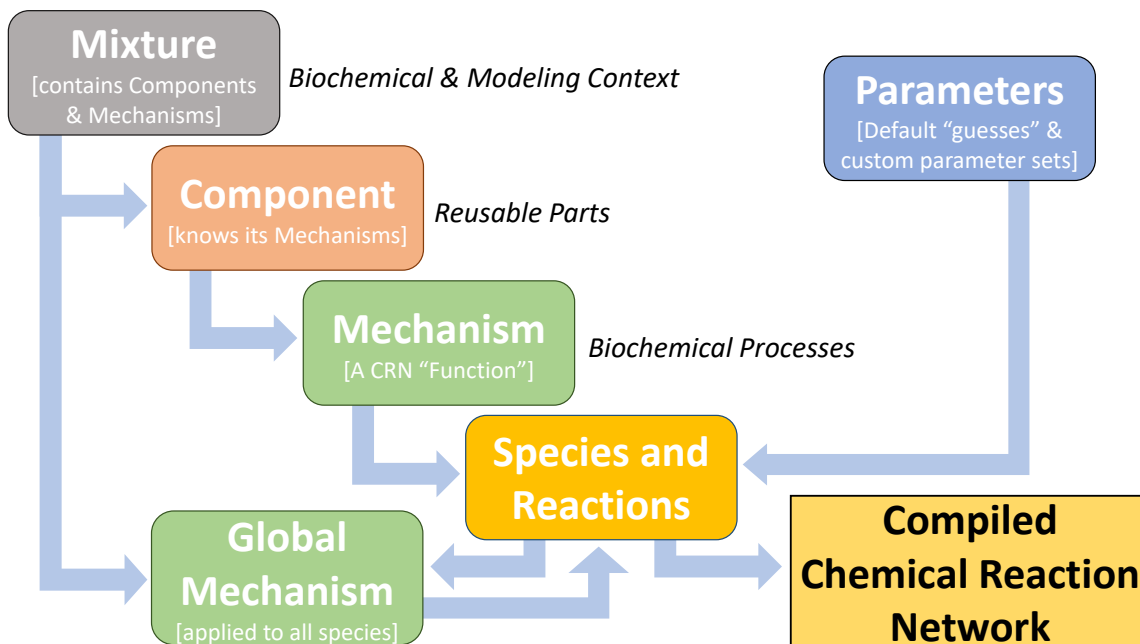 Mixture
[contains Components
& Mechanisms]
Biochemical & Modeling Context
Parameters
[Default “guesses” &
custom parameter sets]
Component
[knows its Mechanisms]
Reusable Parts
Mechanism
[A CRN “Function”]
Biochemical Processes
Species and
Reactions
Global
Mechanism
[applied to all species]
Compiled
Chemical Reaction
Network